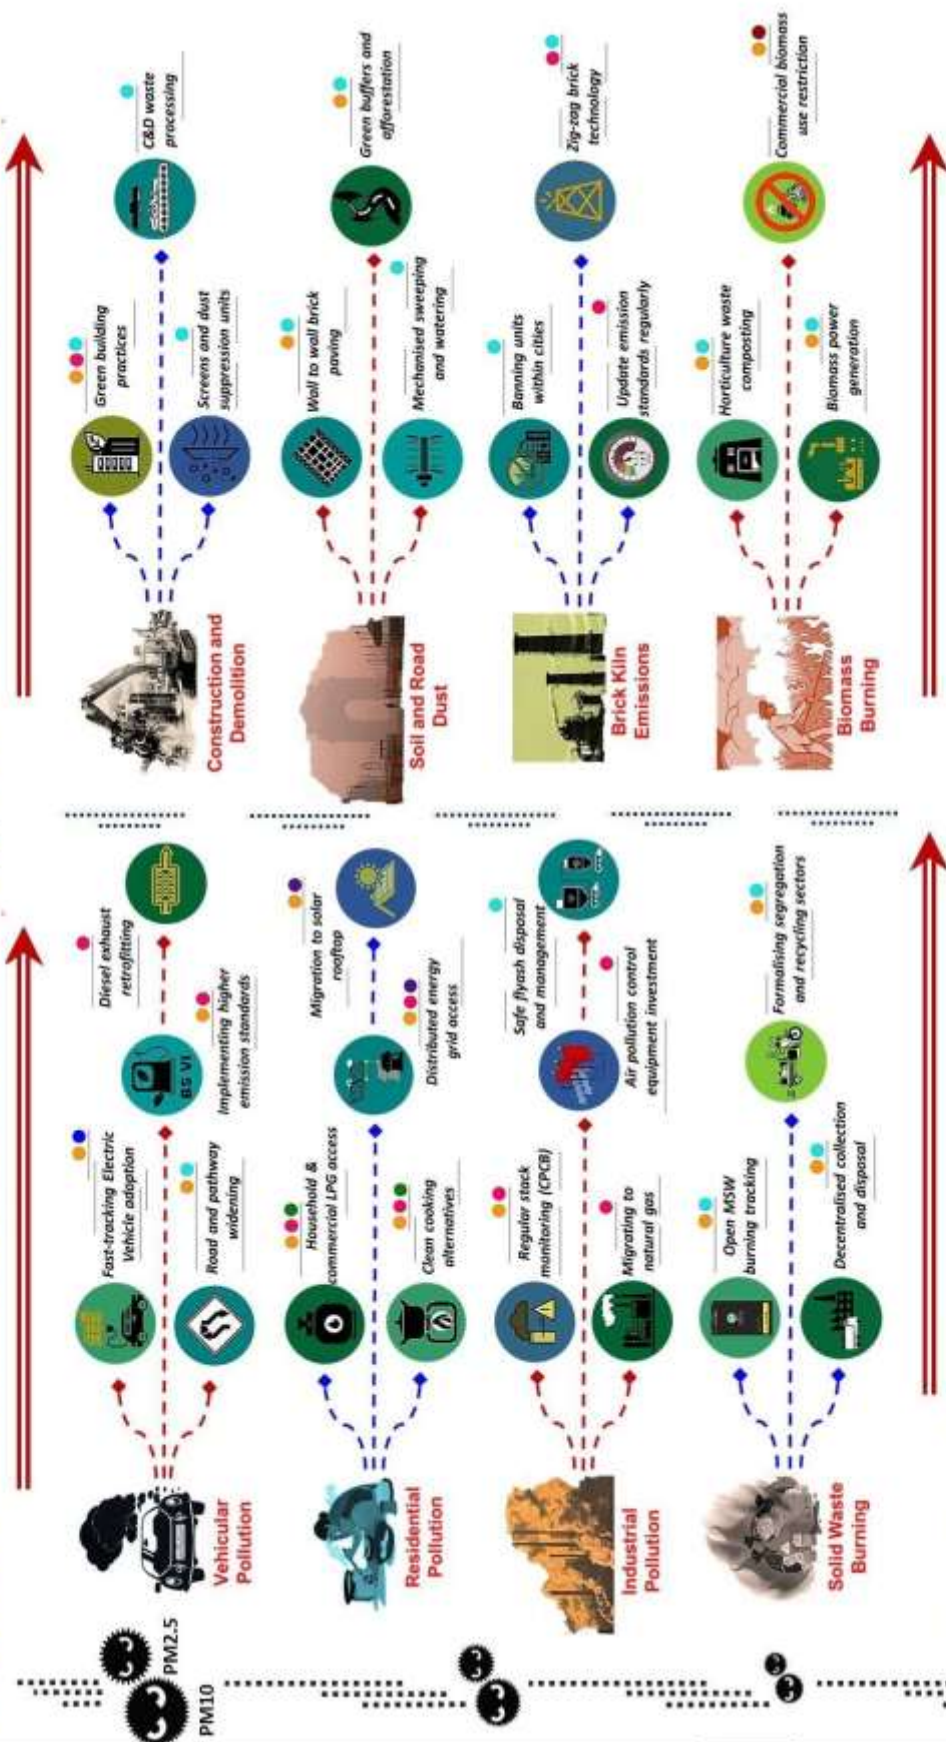 PM2.5
PM10
Vehicular
Pollution
Fast-tracking Electric
Vehicle adoption
Road and pathway
widening
BS VI
Implementing higher
emission standards
Diesel exhaust
retrofitting
Residential
Pollution
Household &
commercial LPG access
Clean cooking
alternatives
Distributed energy
grid access
Migration to solar
rooftop
Industrial
Pollution
Regular stack
monitoring (CPCB)
Migrating to
natural gas
Air pollution control
equipment investment
Safe flyash disposal
and management
Solid Waste
Burning
Open MSW
burning tracking
Decentralised collection
and disposal
Formalising segregation
and recycling sectors
Construction and
Demolition
Green building
practices
Screens and dust
suppression units
C&D waste
processing
Soil and Road
Dust
Wall to wall brick
paving
Mechanised sweeping
and watering
Green buffers and
afforestation
Brick Kiln
Emissions
Banning units
within cities
Update emission
standards regularly
Zig-zag brick
technology
Biomass
Burning
Horticulture waste
composting
Biomass power
generation
Commercial biomass
use restriction